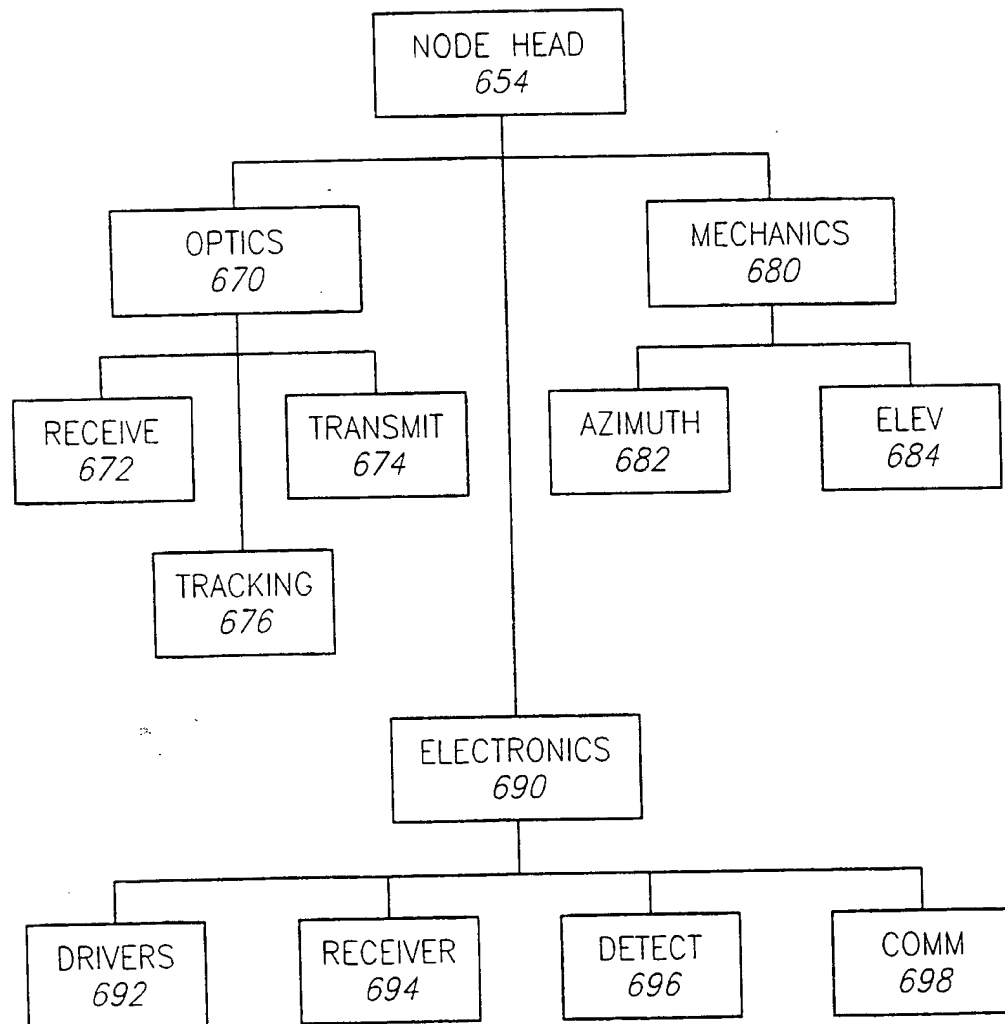 NODE HEAD
654
OPTICS
670
MECHANICS
680
RECEIVE
672
TRANSMIT
674
AZIMUTH
682
ELEV
684
TRACKING
676
ELECTRONICS
690
DRIVERS
692
RECEIVER
694
DETECT
696
COMM
698